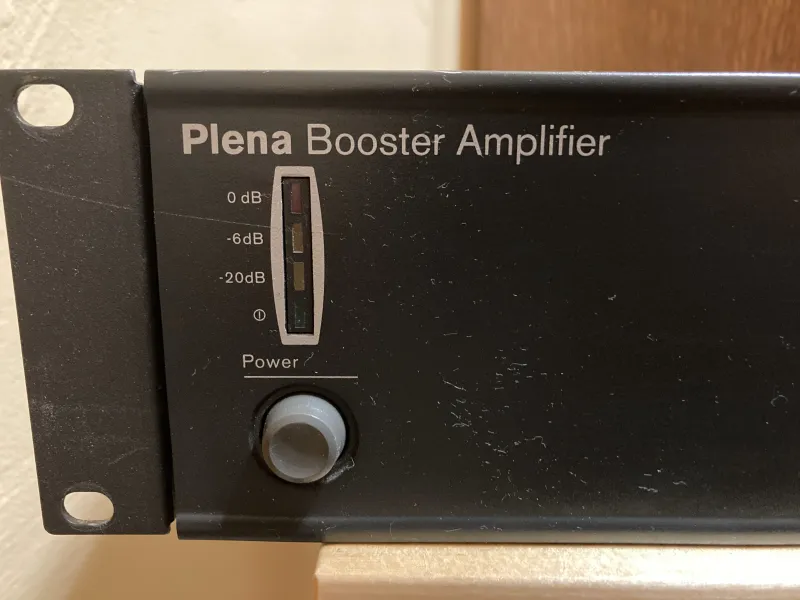 Plena Booster Amplifier
0 dB
-6dB
-20dB
Power